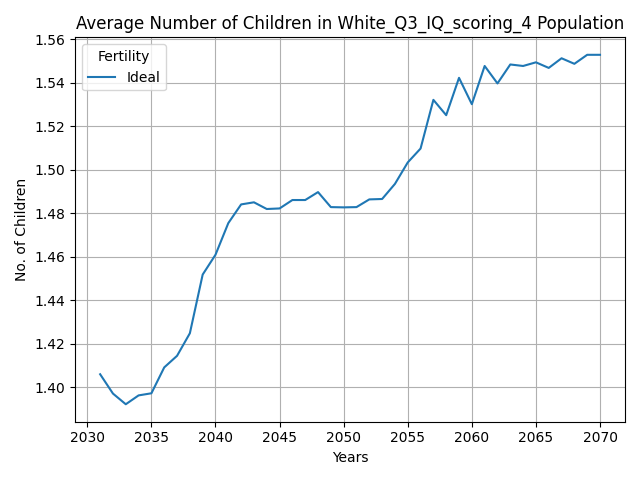 Average Number of Children in White_Q3_IQ_scoring_4 Population
Fertility
Ideal
No. of Children
1.56
1.54
1.52
1.50
1.48
1.46
1.44
1.42
1.40
2030 2035 2040 2045 2050 2055 2060 2065 2070
Years